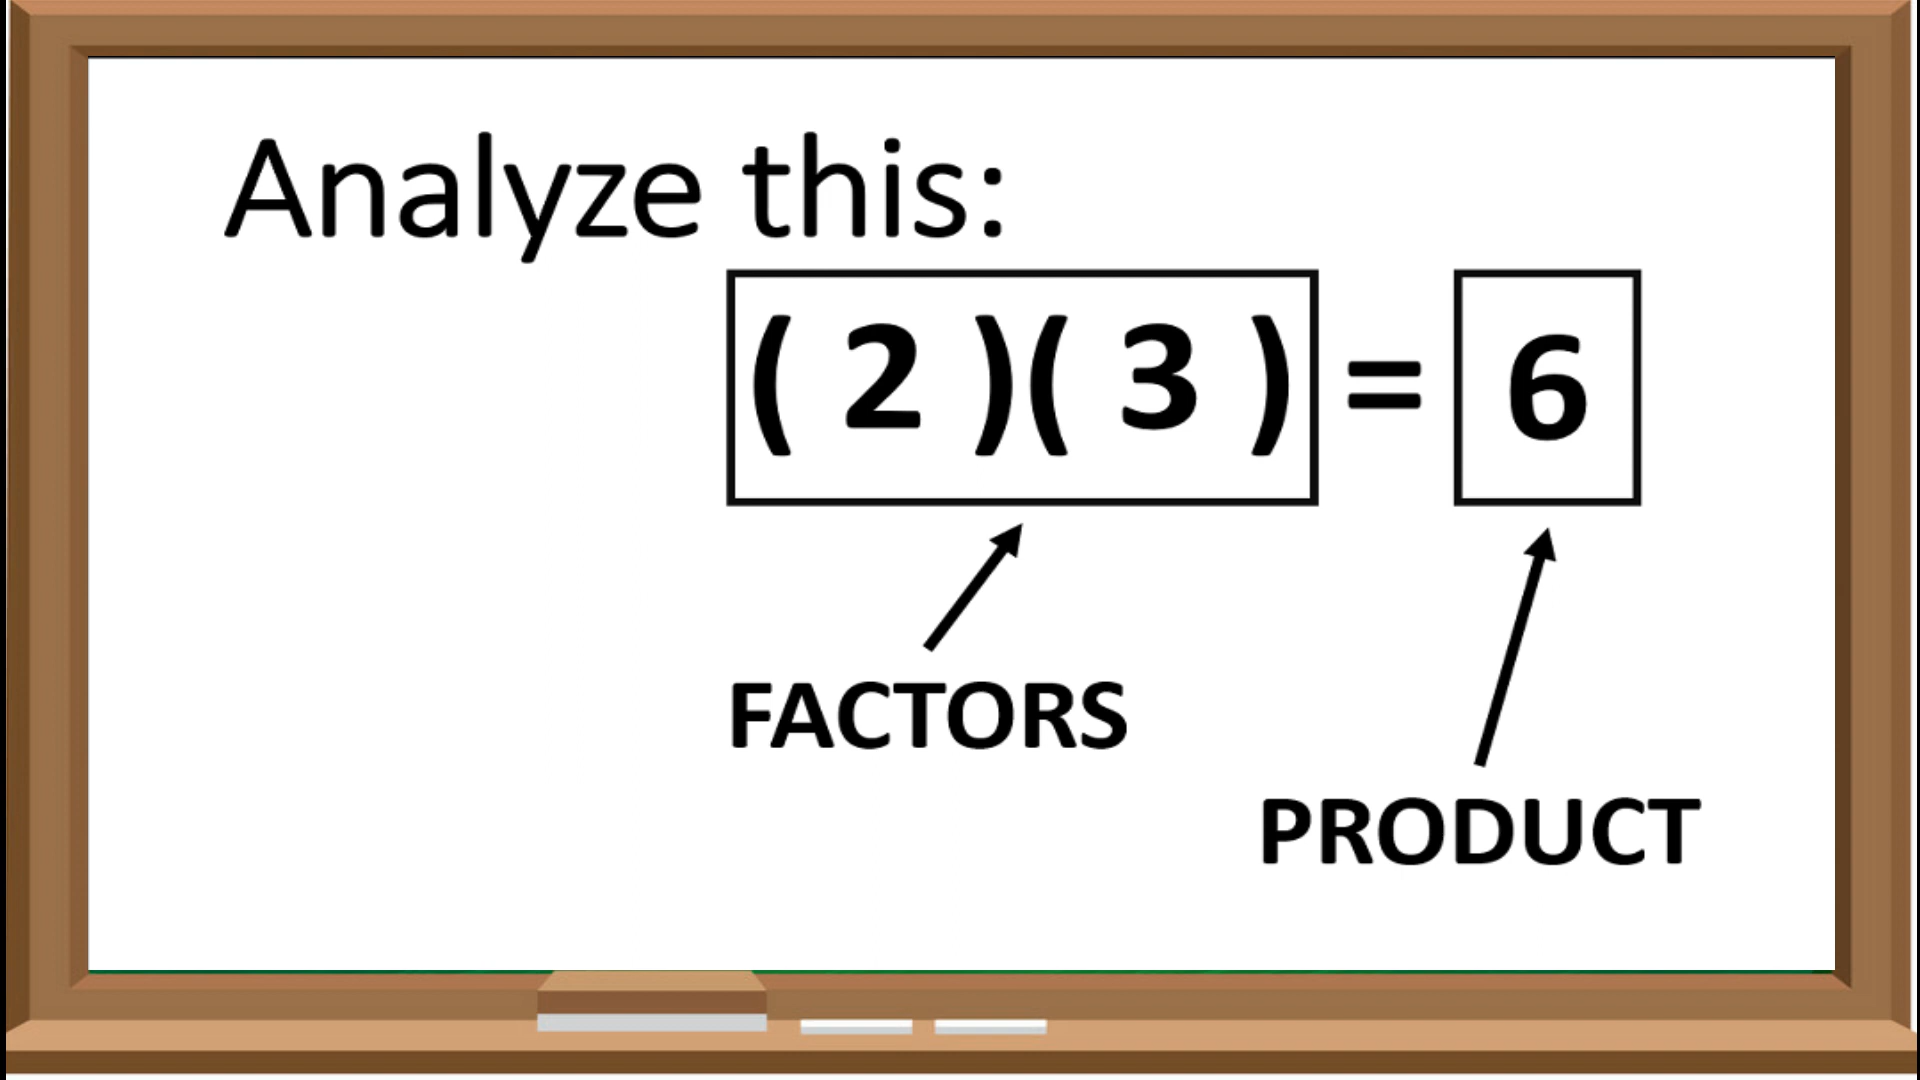 Analyze this:
( 2 )( 3 ) = 6
FACTORS
PRODUCT